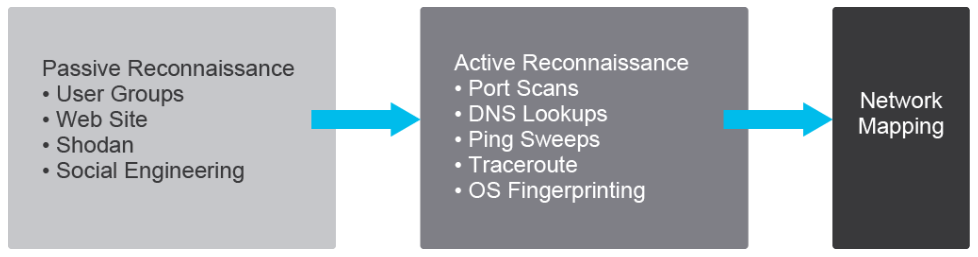 Passive Reconnaissance
• User Groups
• Web Site
• Shodan
• Social Engineering
Active Reconnaissance
• Port Scans
• DNS Lookups
• Ping Sweeps
• Traceroute
• OS Fingerprinting
Network
Mapping